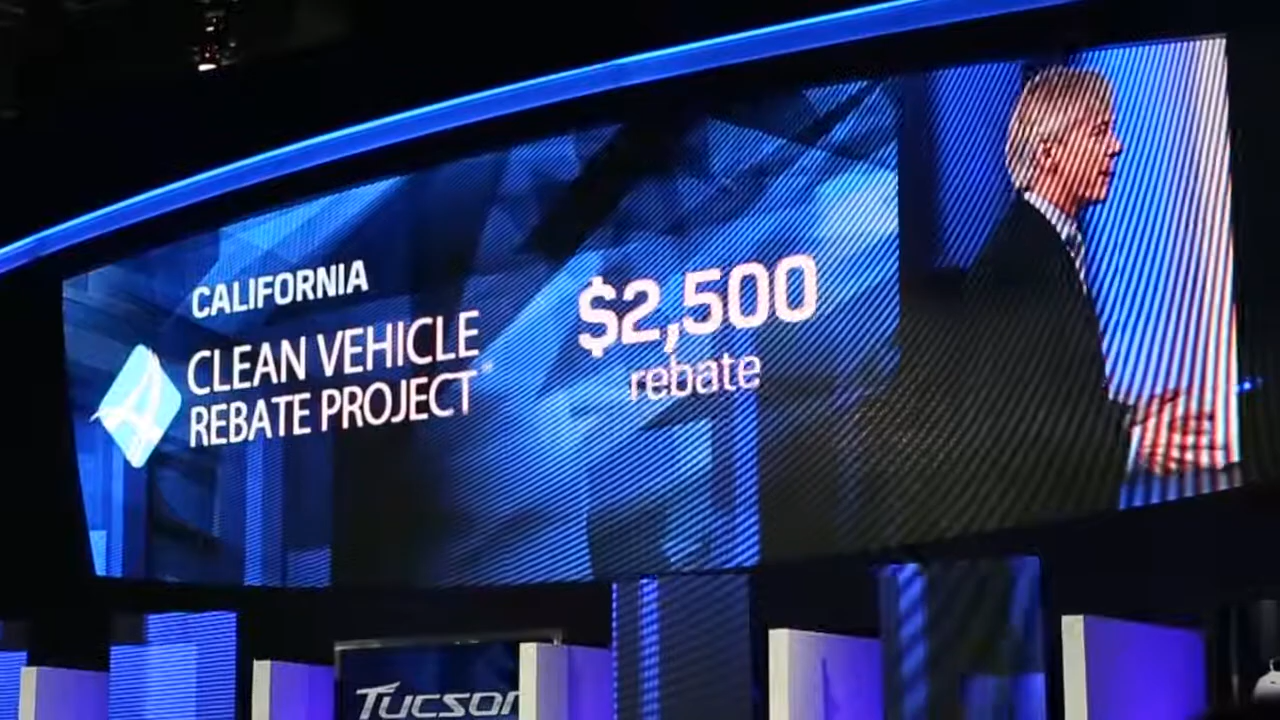 CALIFORNIA
CLEAN VEHICLE
REBATE PROJECT
$2,500
rebate
Tucson